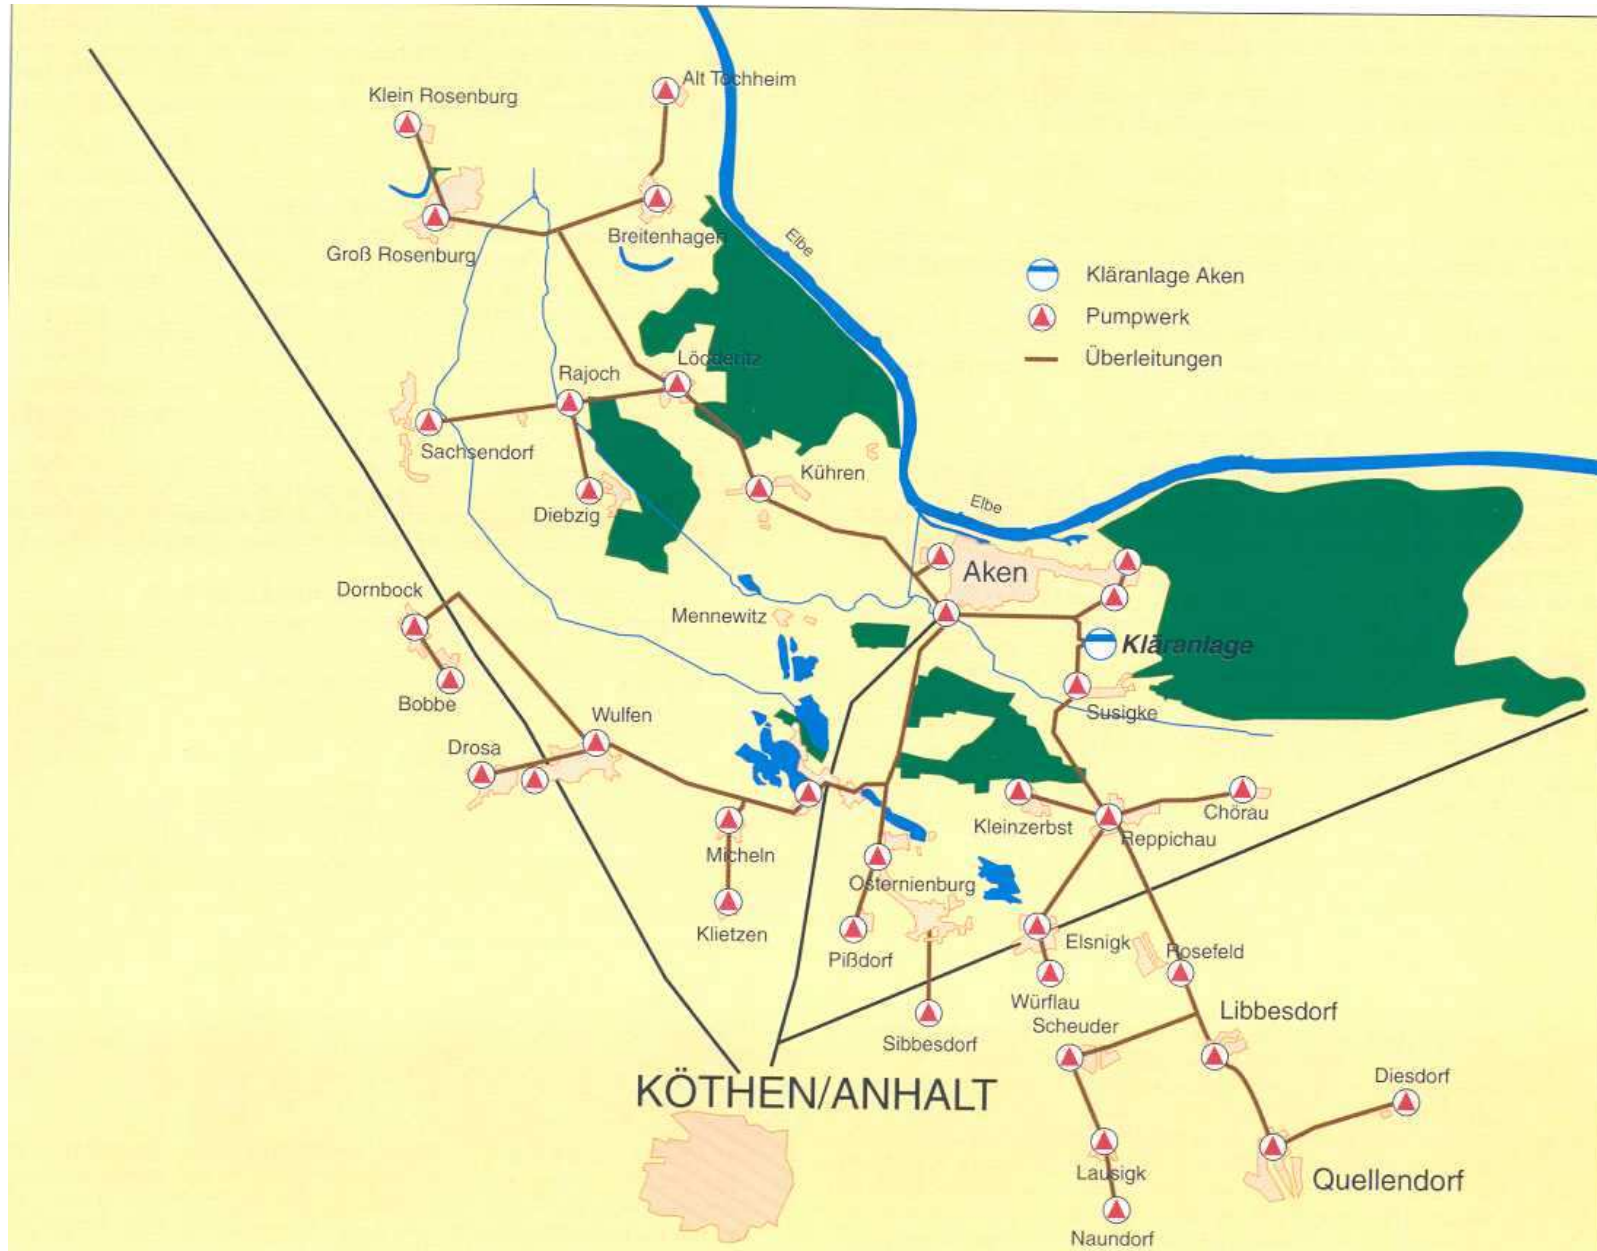 Alt Tochheim
Klein Rosenburg
Groß Rosenburg
Breitenhagen
Elbe
Kläranlage Aken
Pumpwerk
Überleitungen
Lödderitz
Rajoch
Sachsendorf
Kühren
Diebzig
Elbe
Aken
Dornbock
Mennewitz
Kläranlage
Bobbe
Wulfen
Susigke
Drosa
Chörau
Kleinzerbst
Reppichau
Micheln
Osternienburg
Klietzen
Pißdorf
Elsnigk
Rosefeld
Würflau
Libbesdorf
Scheuder
Sibbesdorf
Diesdorf
KÖTHEN/ANHALT
Lausigk
Quellendorf
Naundorf